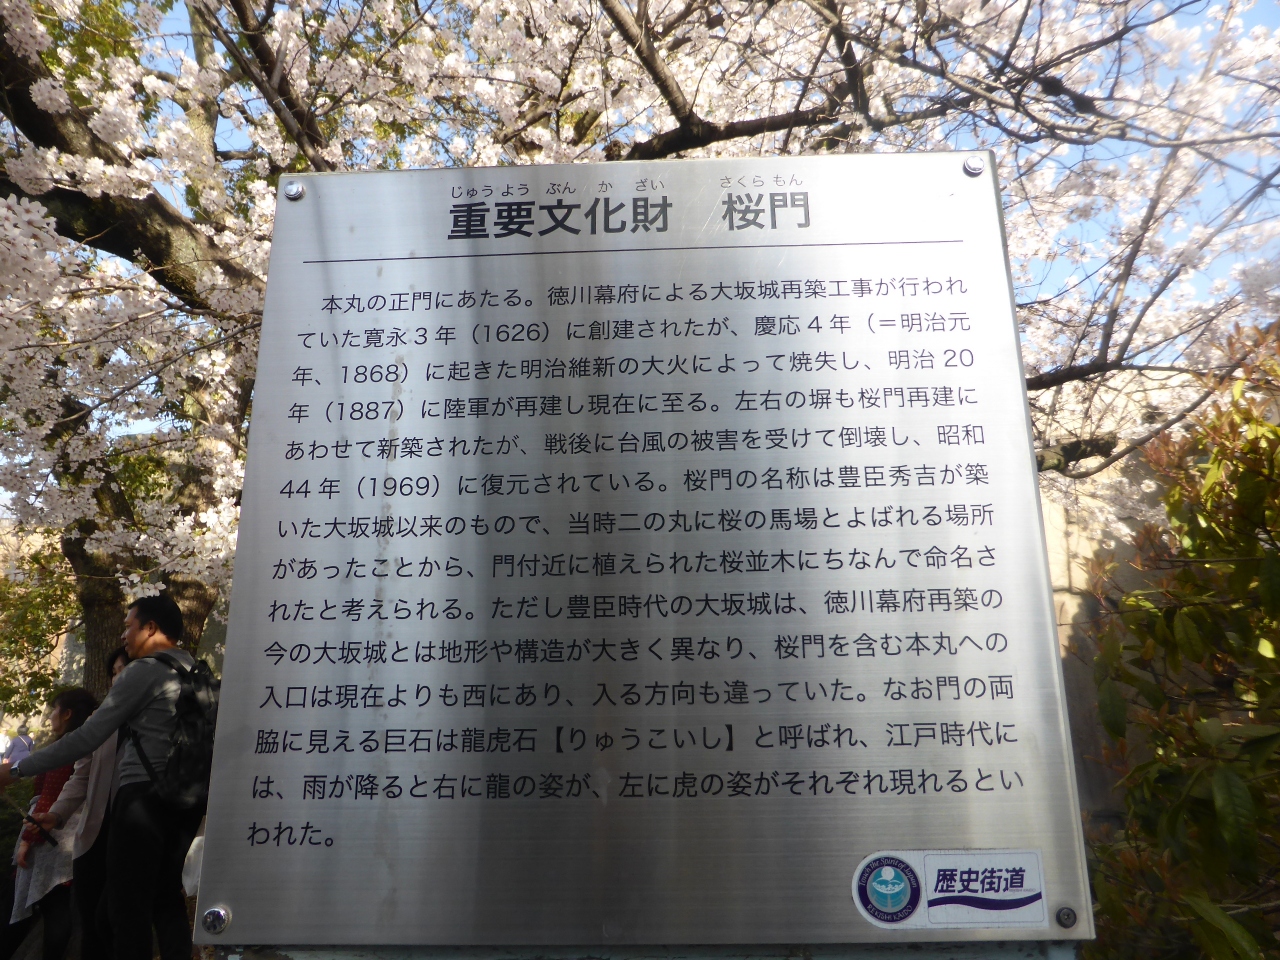 じゅうようぶんかざい　さくらもん
重要文化財　桜門
本丸の正門にあたる。徳川幕府による大坂城再築工事が行われ
ていた寛永3年（1626）に創建されたが、慶応4年（＝明治元
年、1868）に起きた明治維新の大火によって焼失し、明治20
年（1887）に陸軍が再建し現在に至る。左右の塀も桜門再建に
あわせて新築されたが、戦後に台風の被害を受けて倒壊し、昭和
44年（1969）に復元されている。桜門の名称は豊臣秀吉が築
いた大坂城以来のもので、当時二の丸に桜の馬場とよばれる場所
があったことから、門付近に植えられた桜並木にちなんで命名さ
れたと考えられる。ただし豊臣時代の大坂城は、徳川幕府再築の
今の大坂城とは地形や構造が大きく異なり、桜門を含む本丸への
入口は現在よりも西にあり、入る方向も違っていた。なお門の両
脇に見える巨石は龍虎石【りゅうこいし】と呼ばれ、江戸時代に
は、雨が降ると右に龍の姿が、左に虎の姿がそれぞれ現れるとい
われた。
Touch the Spirit of Japan
REKISHI KAIDO
歴史街道